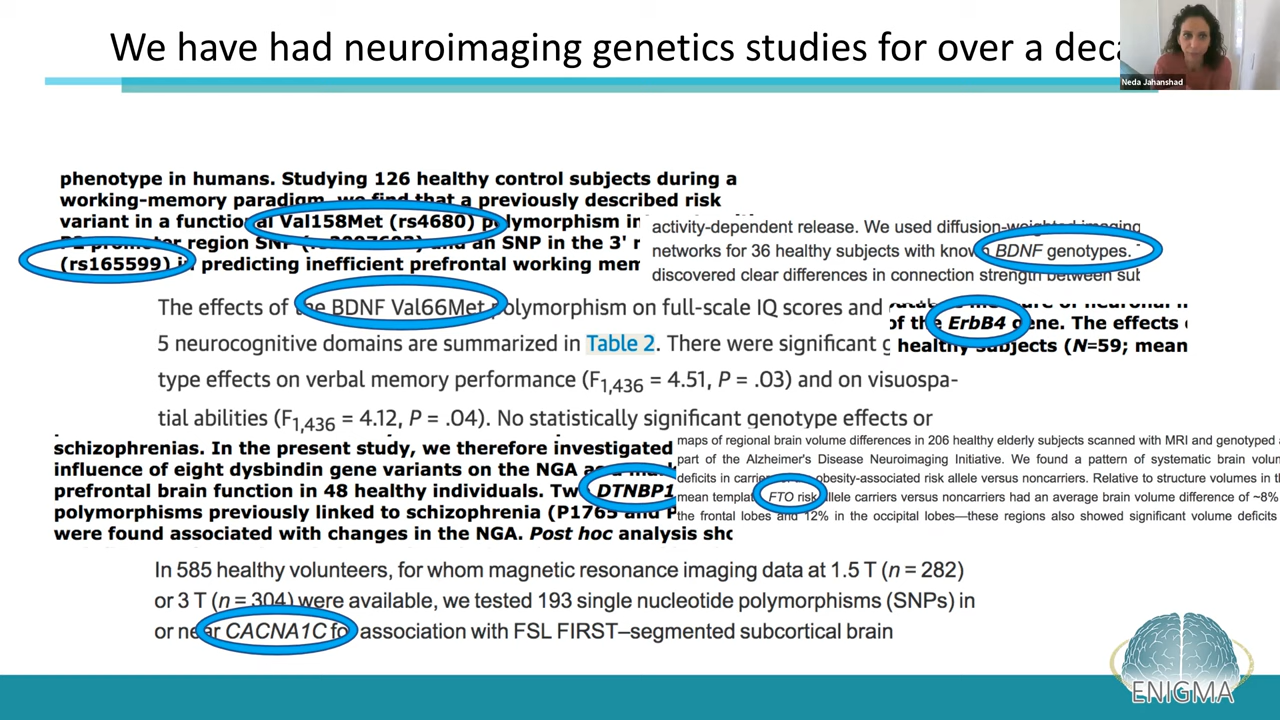 We have had neuroimaging genetics studies for over a deca
Neda Jahanshad
phenotype in humans. Studying 126 healthy control subjects during a
working-memory paradigm, we find that a previously described risk
variant in a functional Val158Met (rs4680) polymorphism in
region SNP and an SNP in the 3'
(rs165599) in predicting inefficient prefrontal working mem
activity-dependent release. We used diffusion-weighted imaging
networks for 36 healthy subjects with known BDNF genotypes.
discovered clear differences in connection strength between sub
The effects of the BDNF Val66Met polymorphism on full-scale IQ scores and
5 neurocognitive domains are summarized in Table 2. There were significant g
type effects on verbal memory performance (F1,436 = 4.51, P = .03) and on visuospa-
tial abilities (F1,436 = 4.12, P = .04). No statistically significant genotype effects or
of the ErbB4 gene. The effects
healthy subjects (N=59; mean
schizophrenias. In the present study, we therefore investigated
influence of eight dysbindin gene variants on the NGA
prefrontal brain function in 48 healthy individuals. Tw DTNBP1
polymorphisms previously linked to schizophrenia (P1765 and P
were found associated with changes in the NGA. Post hoc analysis sho
maps of regional brain volume differences in 206 healthy elderly subjects scanned with MRI and genotyped a
part of the Alzheimer's Disease Neuroimaging Initiative. We found a pattern of systematic brain volum
deficits in carriers obesity-associated risk allele versus noncarriers. Relative to structure volumes in th
mean template FTO risk allele carriers versus noncarriers had an average brain volume difference of ~8%
the frontal lobes and 12% in the occipital lobes—these regions also showed significant volume deficits
In 585 healthy volunteers, for whom magnetic resonance imaging data at 1.5 T (n = 282)
or 3 T (n = 304) were available, we tested 193 single nucleotide polymorphisms (SNPs) in
or near CACNA1C for association with FSL FIRST–segmented subcortical brain
ENIGMA